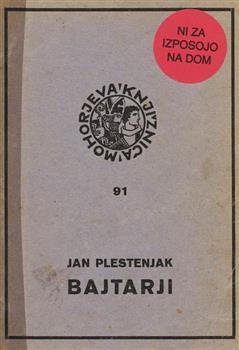 NI ZA
IZPOSOJO
NA DOM
MOHORJEVA KNJIŽNICA
91
JAN PLESTENJAK
BAJTARJI